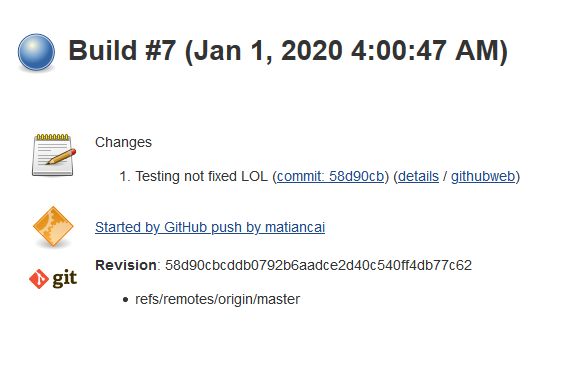 Build #7 (Jan 1, 2020 4:00:47 AM)
Changes
1. Testing not fixed LOL (commit: 58d90cb) (details / githubweb)
Started by GitHub push by matiancai
git
Revision: 58d90cbcddb0792b6aadce2d40c540ff4db77c62
refs/remotes/origin/master